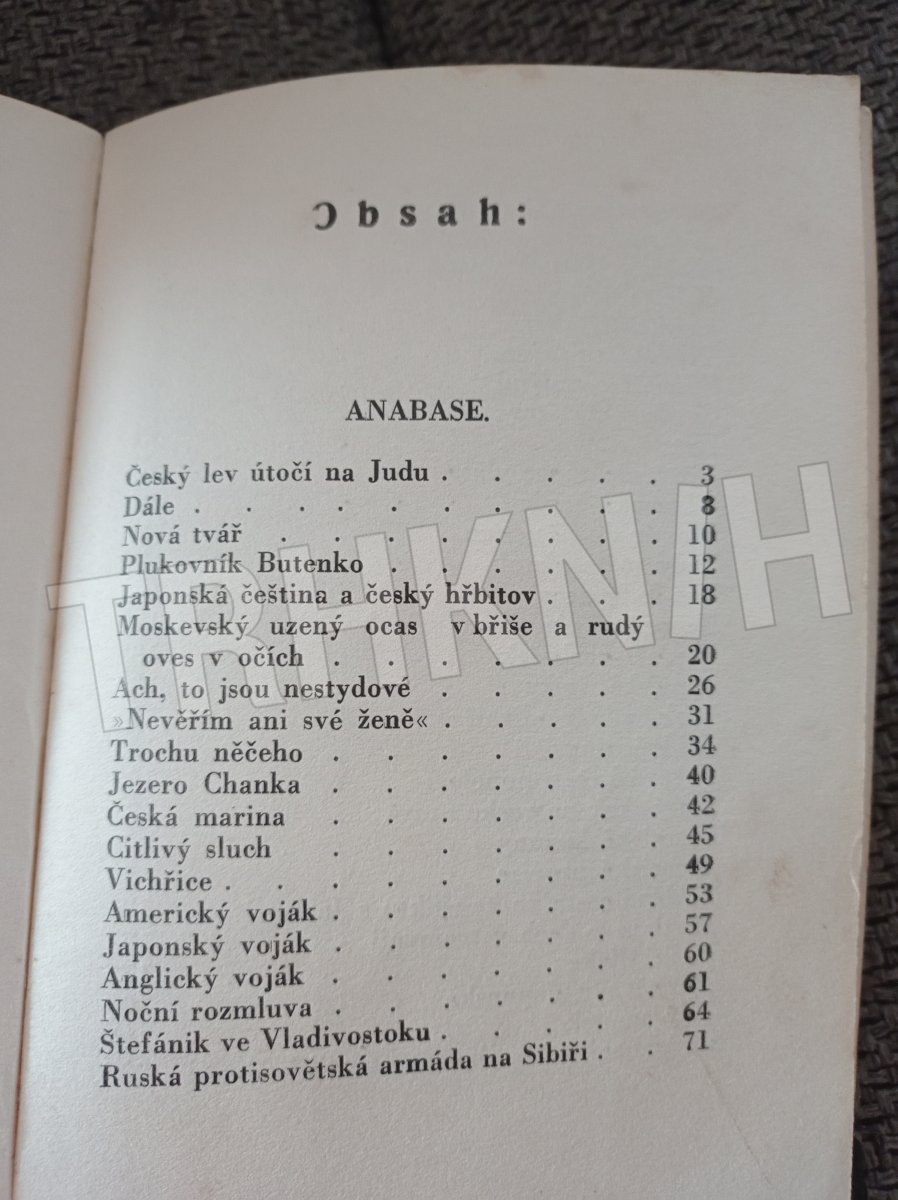 Obsah:
ANABASE.
Český lev útočí na Judu . . . . . 3
Dále . . . . . . . . . . 8
Nová tvář . . . . . . . . 10
Plukovník Butenko . . . . . . 12
Japonská čeština a český hřbitov . . . 18
Moskevský uzený ocas v břiše a rudý
oves v očích . . . . . . . 20
Ach, to jsou nestydové . . . . . 26
»Nevěřím ani své ženě« . . . . . 31
Trochu něčeho . . . . . . . 34
Jezero Chanka . . . . . . . 40
Česká marina . . . . . . . 42
Citlivý sluch . . . . . . . 45
Vichřice . . . . . . . . . 49
Americký voják . . . . . . . 53
Japonský voják . . . . . . . 57
Anglický voják . . . . . . . 60
Noční rozmluva . . . . . . . 61
Štefánik ve Vladivostoku . . . . . 64
Ruská protisovětská armáda na Sibiři . . 71
TRHKNIH